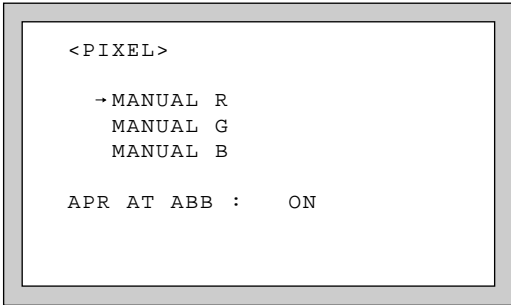 <PIXEL>
→MANUAL R
MANUAL G
MANUAL B
APR AT ABB : ON